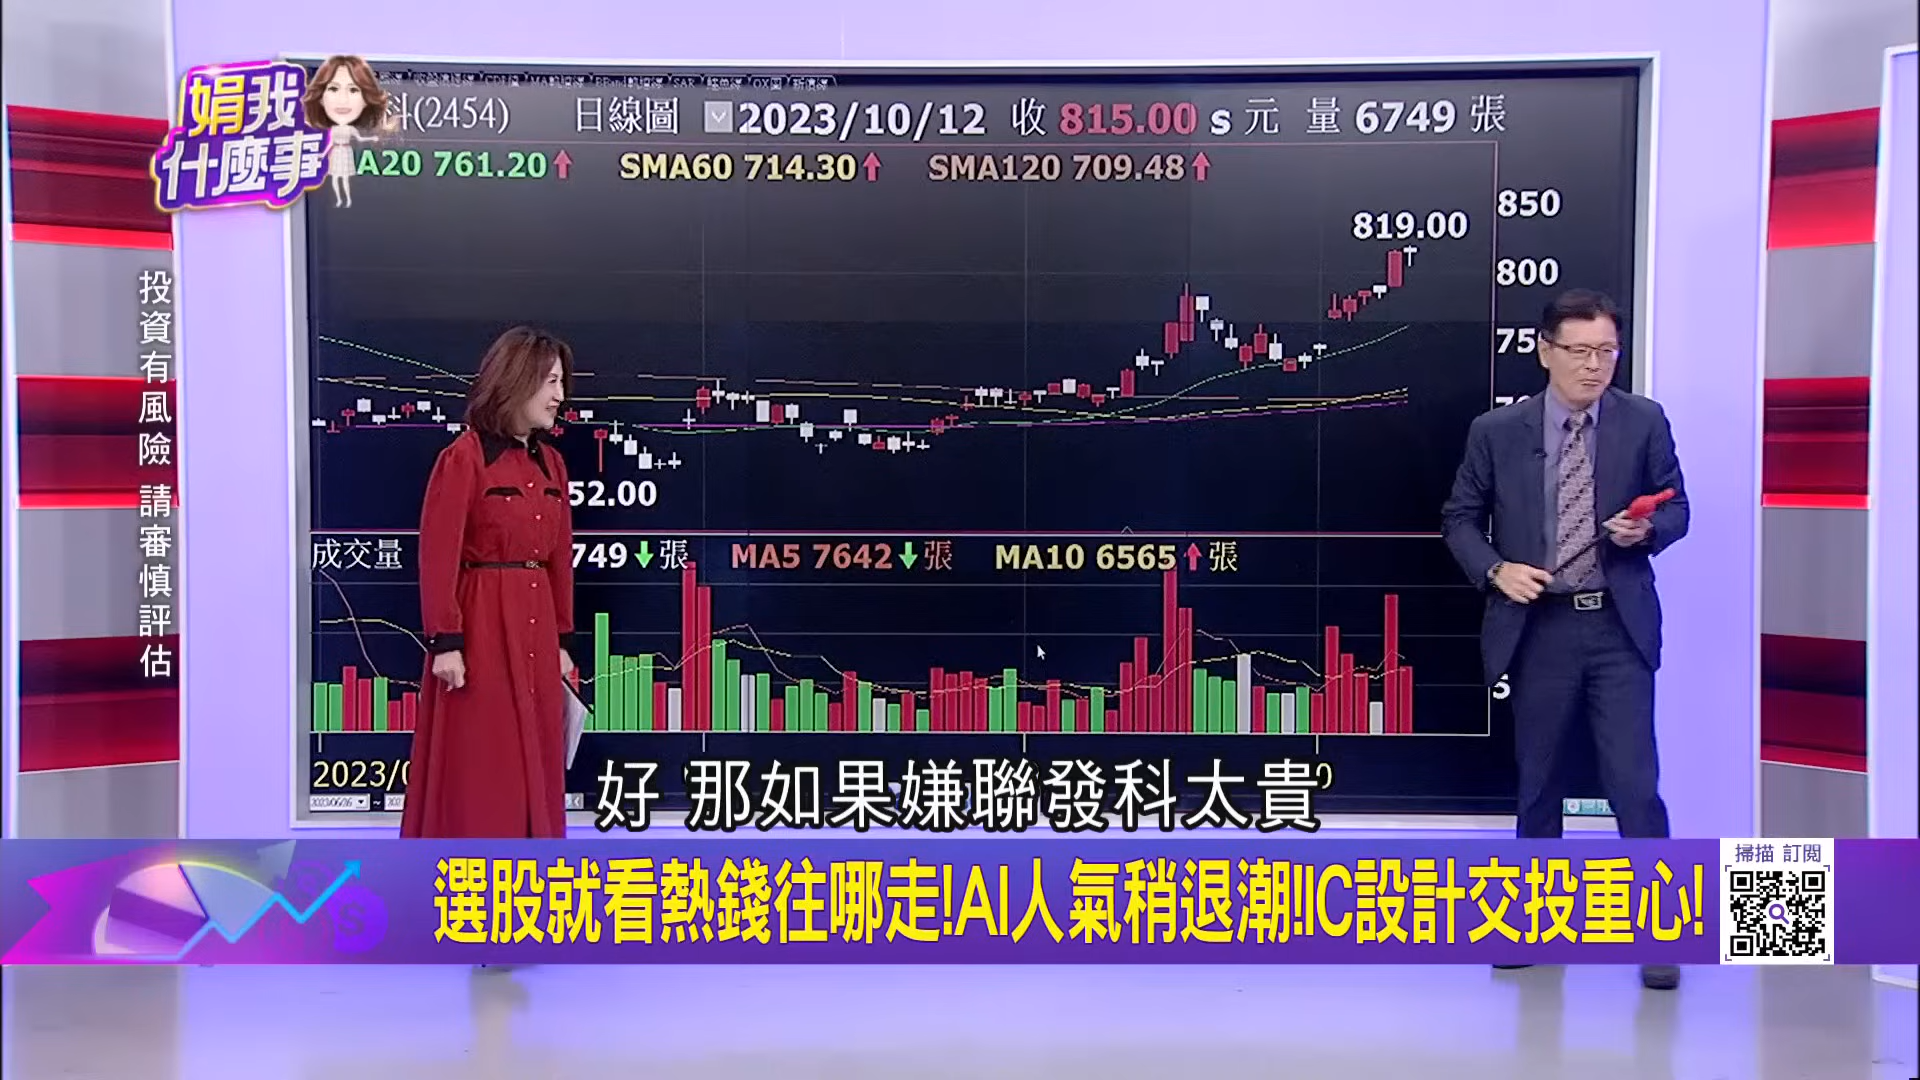 娟我
什麼事
科(2454) 日線圖 2023/10/12 收 815.00 s 元 量 6749 張
A20 761.20↑ SMA60 714.30↑ SMA120 709.48↑
850
819.00
800
52.00
成交量 749↓張 MA5 7642↓張 MA10 6565↑張
投資有風險 請審慎評估
好 那如果嫌聯發科太貴
選股就看熱錢往哪走!AI人氣稍退潮!IC設計交投重心!
掃描 訂閱